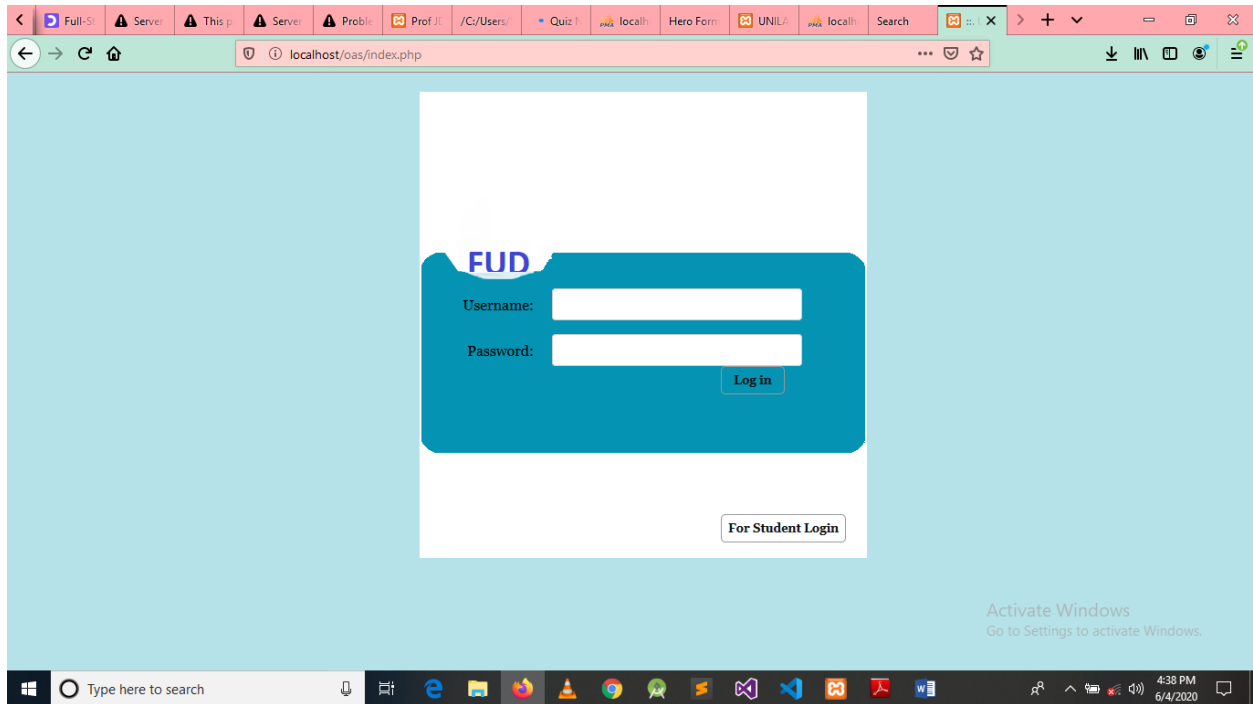 Full-St
Server
This p
Server
Proble
Prof JE
/C:/Users/
Quiz N
localh
Hero Form
UNILA
localh
Search
::. I
localhost/oas/index.php
FUD
Username:
Password:
Log in
For Student Login
Activate Windows
Go to Settings to activate Windows.
Type here to search
4:38 PM
6/4/2020